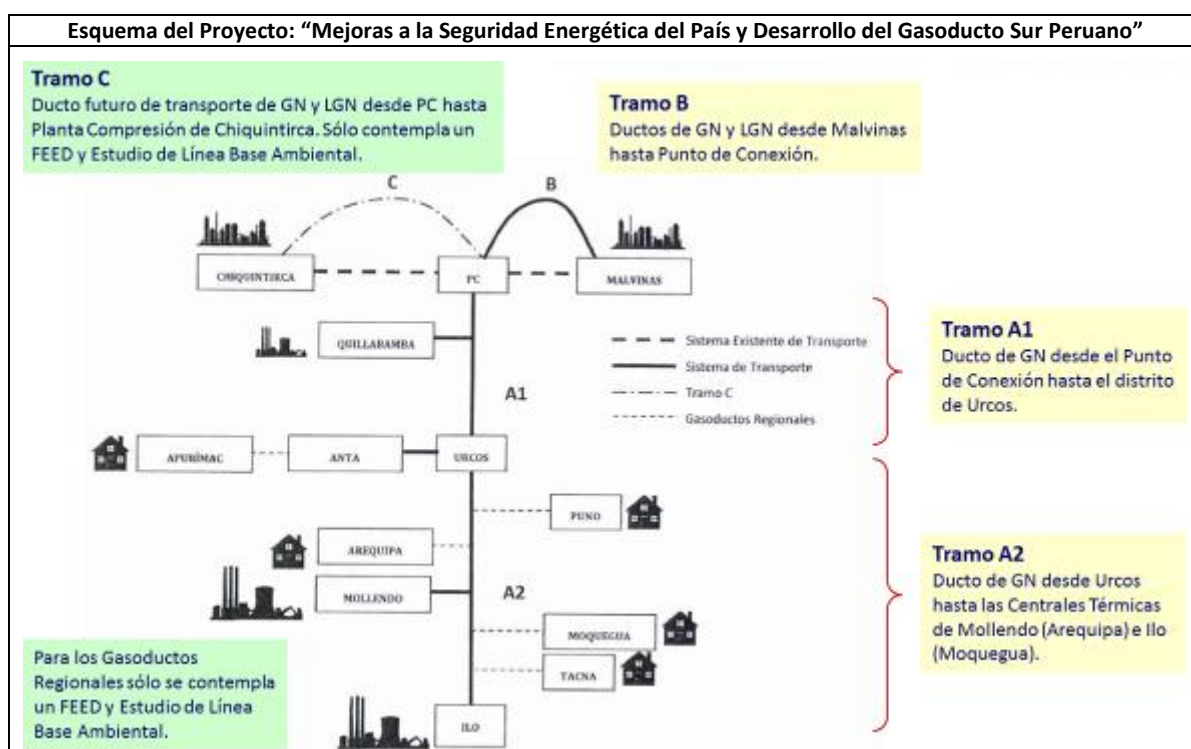 Esquema del Proyecto: “Mejoras a la Seguridad Energética del País y Desarrollo del Gasoducto Sur Peruano”
Tramo C
Ducto futuro de transporte de GN y LGN desde PC hasta
Planta Compresión de Chiquintirca. Sólo contempla un
FEED y Estudio de Línea Base Ambiental.
Tramo B
Ductos de GN y LGN desde Malvinas
hasta Punto de Conexión.
C
B
CHIQUINTIRCA
PC
MALVINAS
QUILLABAMBA
Sistema Existente de Transporte
Sistema de Transporte
Tramo C
Gasoductos Regionales
A1
Tramo A1
Ducto de GN desde el Punto
de Conexión hasta el distrito
de Urcos.
APURÍMAC
ANTA
URCOS
PUNO
AREQUIPA
MOLLENDO
A2
MOQUEGUA
TACNA
ILO
Tramo A2
Ducto de GN desde Urcos
hasta las Centrales Térmicas
de Mollendo (Arequipa) e Ilo
(Moquegua).
Para los Gasoductos
Regionales sólo se contempla
un FEED y Estudio de Línea
Base Ambiental.